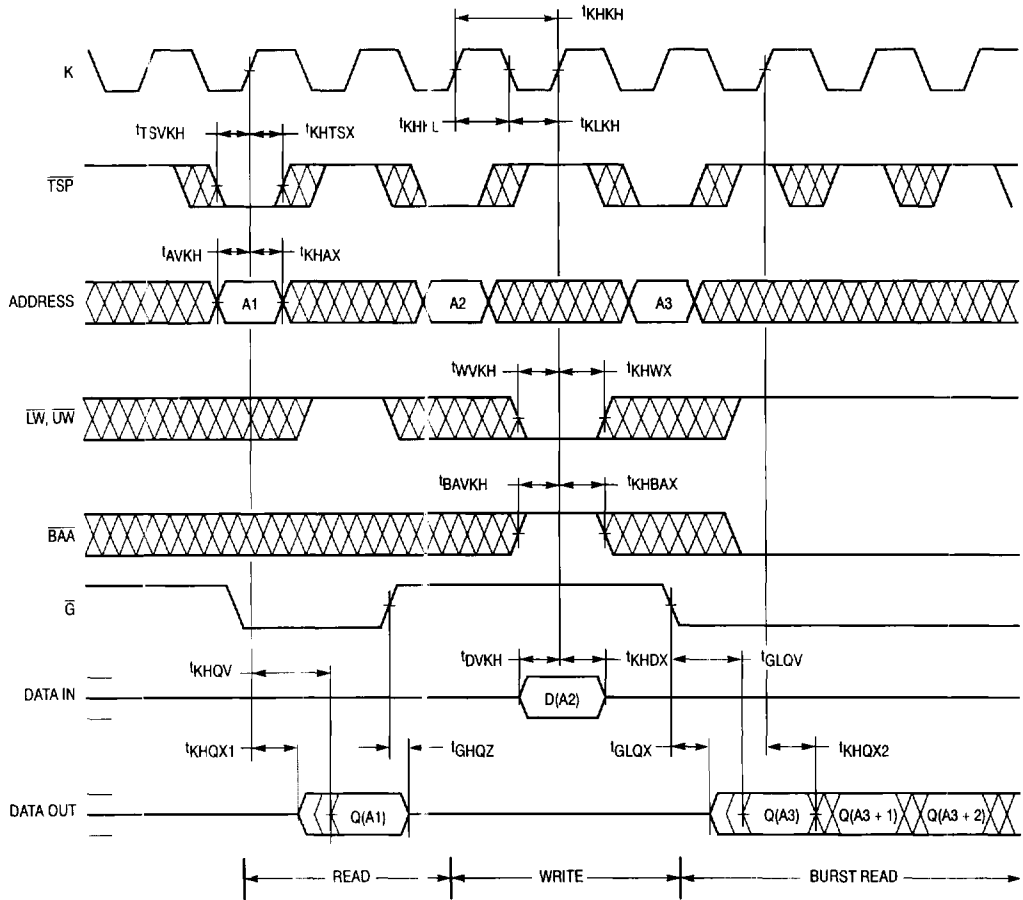 tKHKH
K
tTSVKH tKHTSX tKHKL tKLKH
TSP
tAVKH tKHAX
ADDRESS A1 A2 A3
tWVKH tKHWX
LW, UW
tBAVKH tKHBAX
BAA
G
tKHQV tDVKH tKHDX tGLQV
DATA IN D(A2)
tKHQX1 tGHQZ tGLQX tKHQX2
DATA OUT Q(A1) Q(A3) Q(A3 + 1) Q(A3 + 2)
READ WRITE BURST READ